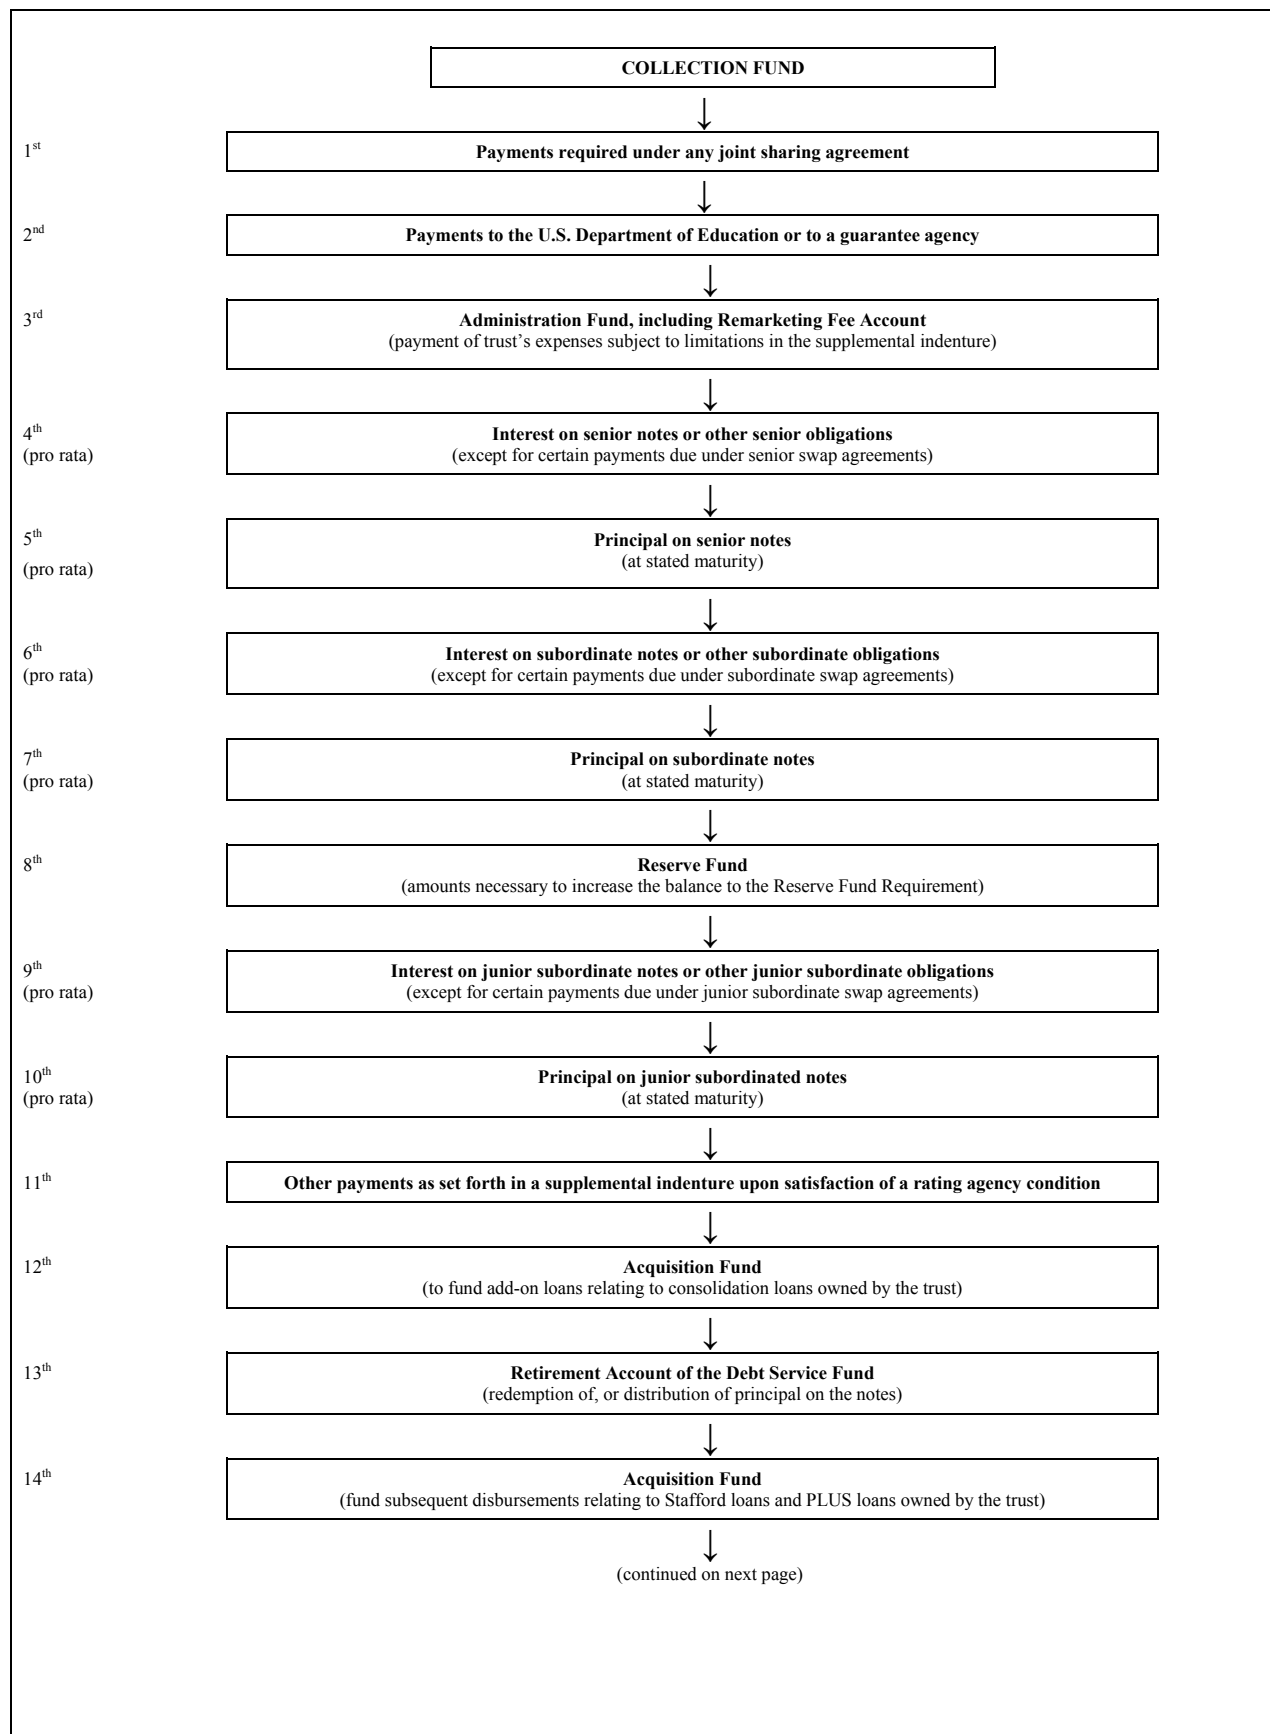 COLLECTION FUND
1st
Payments required under any joint sharing agreement
2nd
Payments to the U.S. Department of Education or to a guarantee agency
3rd
Administration Fund, including Remarketing Fee Account
(payment of trust's expenses subject to limitations in the supplemental indenture)
4th
(pro rata)
Interest on senior notes or other senior obligations
(except for certain payments due under senior swap agreements)
5th
(pro rata)
Principal on senior notes
(at stated maturity)
6th
(pro rata)
Interest on subordinate notes or other subordinate obligations
(except for certain payments due under subordinate swap agreements)
7th
(pro rata)
Principal on subordinate notes
(at stated maturity)
8th
Reserve Fund
(amounts necessary to increase the balance to the Reserve Fund Requirement)
9th
(pro rata)
Interest on junior subordinate notes or other junior subordinate obligations
(except for certain payments due under junior subordinate swap agreements)
10th
(pro rata)
Principal on junior subordinated notes
(at stated maturity)
11th
Other payments as set forth in a supplemental indenture upon satisfaction of a rating agency condition
12th
Acquisition Fund
(to fund add-on loans relating to consolidation loans owned by the trust)
13th
Retirement Account of the Debt Service Fund
(redemption of, or distribution of principal on the notes)
14th
Acquisition Fund
(fund subsequent disbursements relating to Stafford loans and PLUS loans owned by the trust)
(continued on next page)